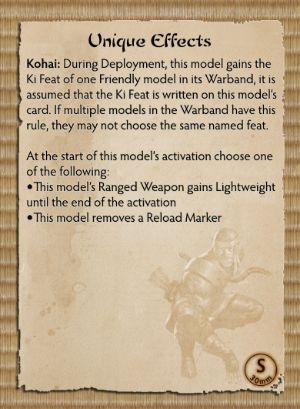 Unique Effects
Kohai: During Deployment, this model gains the
Ki Feat of one Friendly model in its Warband, it is
assumed that the Ki Feat is written on this model's
card. If multiple models in the Warband have this
rule, they may not choose the same named feat.
At the start of this model's activation choose one
of the following:
•This model's Ranged Weapon gains Lightweight
until the end of the activation
•This model removes a Reload Marker
S
30mm